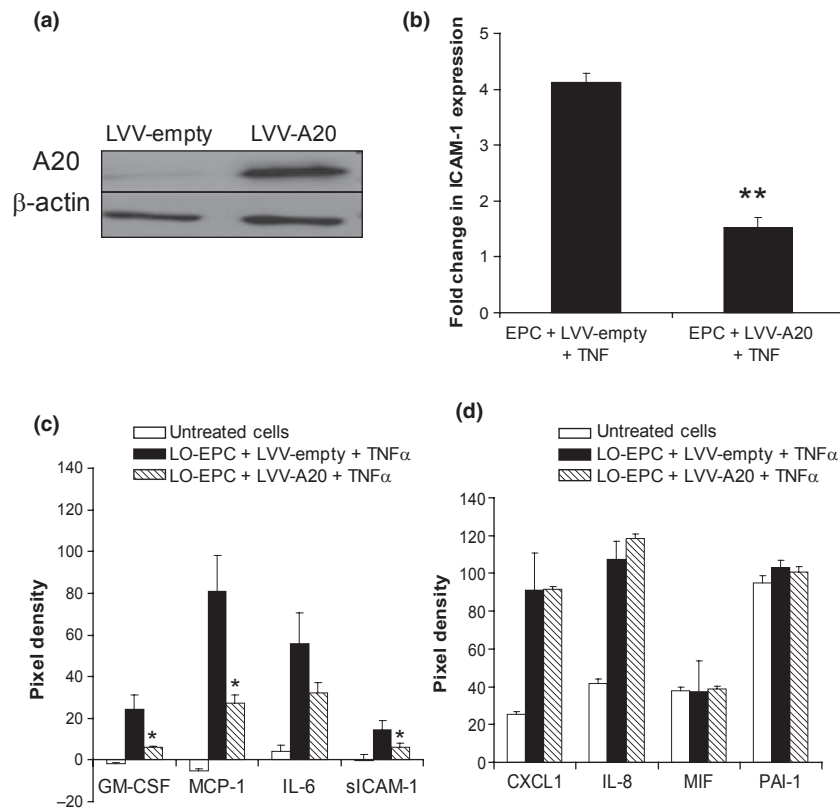 (a)
LVV-empty LVV-A20
A20
β-actin
(b)
Fold change in ICAM-1 expression
5
4
3
2
1
0
**
EPC + LVV-empty
+ TNF
EPC + LVV-A20
+ TNF
(c)
Untreated cells
LO-EPC + LVV-empty + TNFα
LO-EPC + LVV-A20 + TNFα
Pixel density
140
120
100
80
60
40
20
0
–20
*
*
*
GM-CSF MCP-1 IL-6 sICAM-1
(d)
Untreated cells
LO-EPC + LVV-empty + TNFα
LO-EPC + LVV-A20 + TNFα
Pixel density
140
120
100
80
60
40
20
0
CXCL1 IL-8 MIF PAI-1